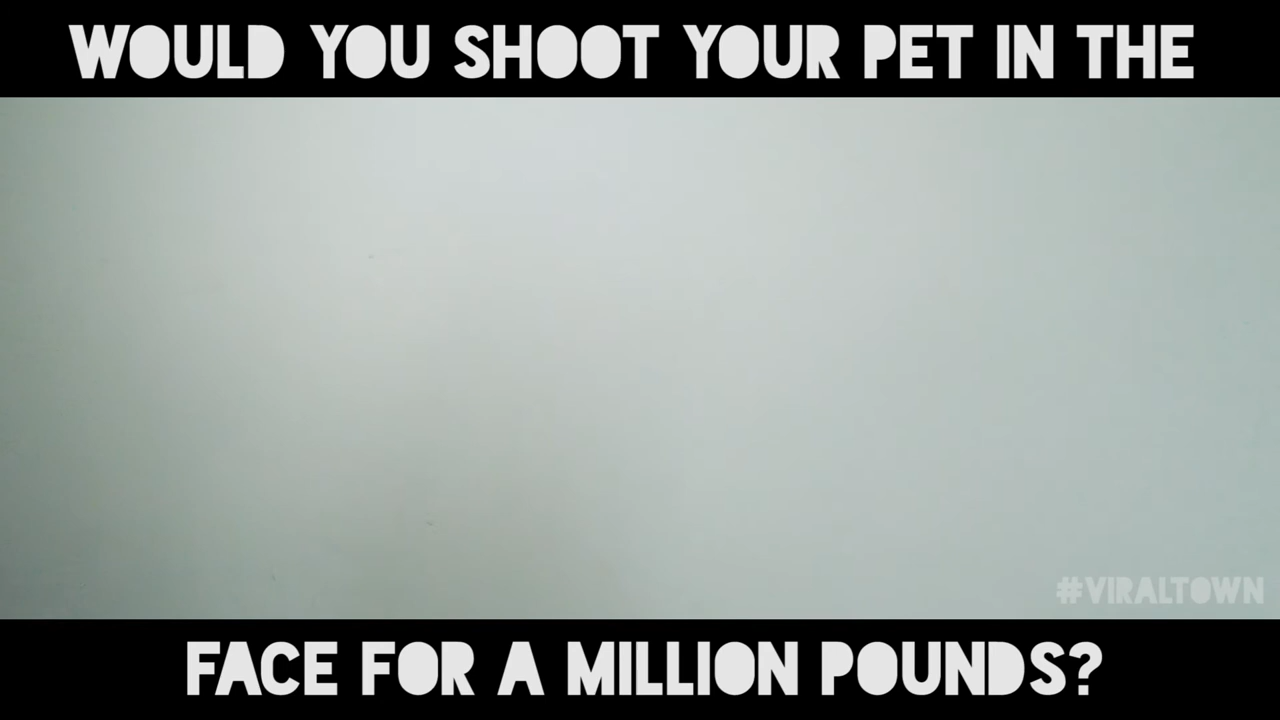 WOULD YOU SHOOT YOUR PET IN THE
#VIRALTOWN
FACE FOR A MILLION POUNDS?